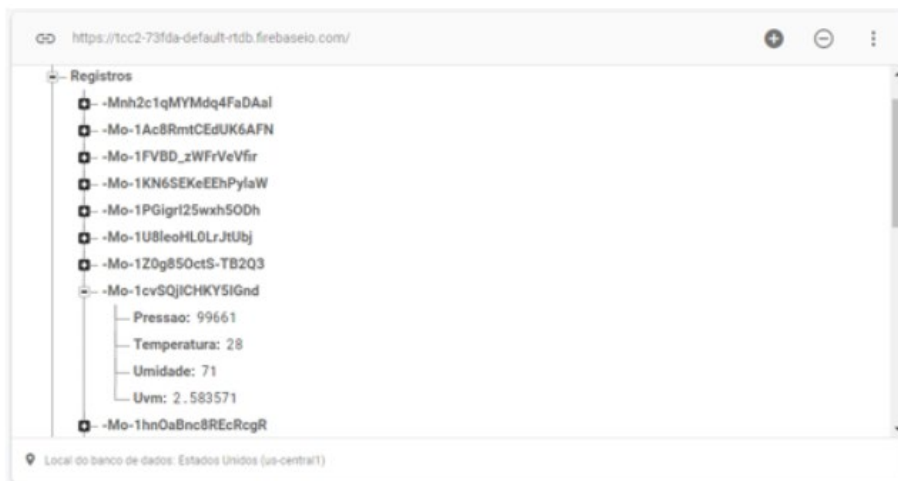 https://tcc2-73fda-default-rtdb.firebaseio.com/
Registros
-Mnh2c1qMYMdq4FaDAal
-Mo-1Ac8RmtCEdUK6AFN
-Mo-1FVBD_zWFrVeVfir
-Mo-1KN6SEKeEEhPylaW
-Mo-1PGigrI25wxh5ODh
-Mo-1U8leoHL0LrJtUbj
-Mo-1Z0g85OctS-TB2Q3
-Mo-1cvSQjlCHKY5IGnd
Pressao: 99661
Temperatura: 28
Umidade: 71
Uvm: 2.583571
-Mo-1hnOaBnc8REcRcgR
Local do banco de dados: Estados Unidos (us-central1)